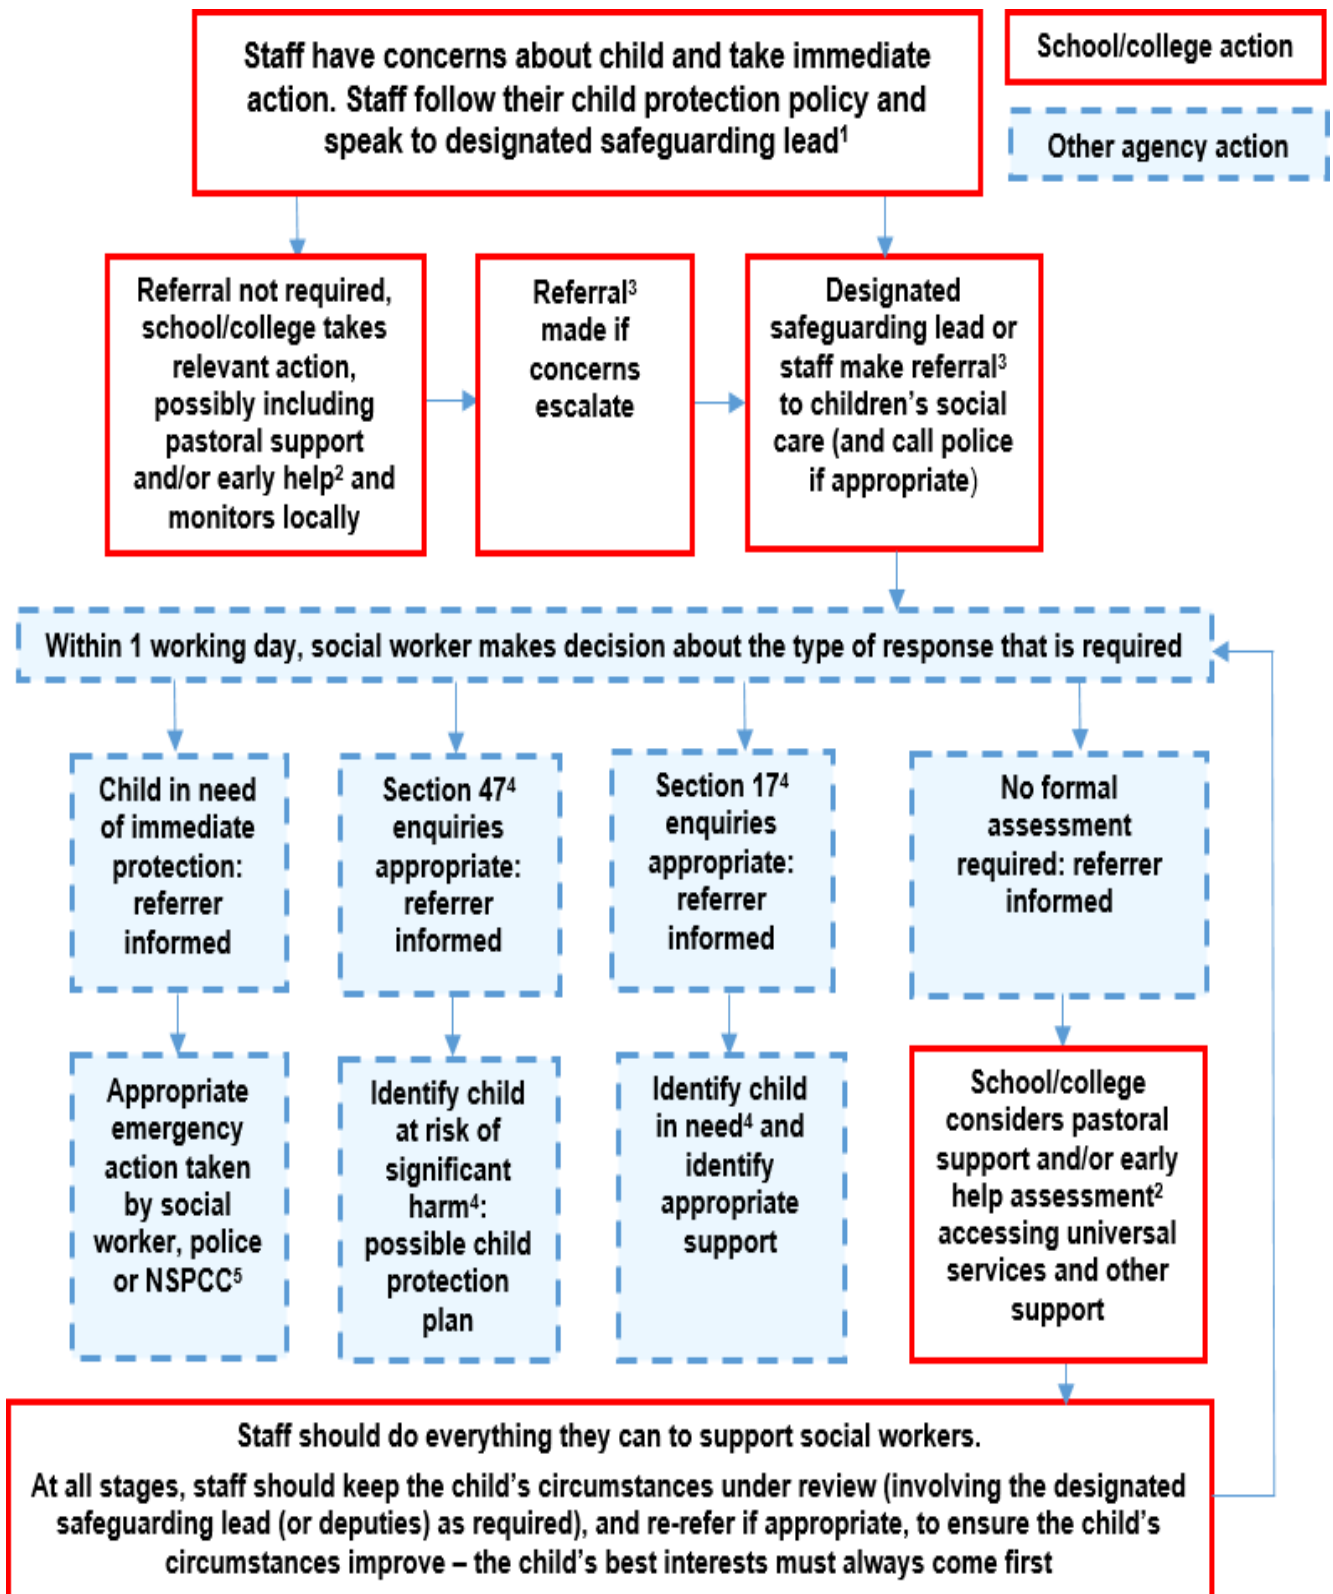 Staff have concerns about child and take immediate
action. Staff follow their child protection policy and
speak to designated safeguarding lead¹
School/college action
Other agency action
Referral not required,
school/college takes
relevant action,
possibly including
pastoral support
and/or early help² and
monitors locally
Referral³
made if
concerns
escalate
Designated
safeguarding lead or
staff make referral³
to children’s social
care (and call police
if appropriate)
Within 1 working day, social worker makes decision about the type of response that is required
Child in need
of immediate
protection:
referrer
informed
Section 47⁴
enquiries
appropriate:
referrer
informed
Section 17⁴
enquiries
appropriate:
referrer
informed
No formal
assessment
required: referrer
informed
Appropriate
emergency
action taken
by social
worker, police
or NSPCC⁵
Identify child
at risk of
significant
harm⁴:
possible child
protection
plan
Identify child
in need⁴ and
identify
appropriate
support
School/college
considers pastoral
support and/or early
help assessment²
accessing universal
services and other
support
Staff should do everything they can to support social workers.
At all stages, staff should keep the child’s circumstances under review (involving the designated
safeguarding lead (or deputies) as required), and re-refer if appropriate, to ensure the child’s
circumstances improve – the child’s best interests must always come first